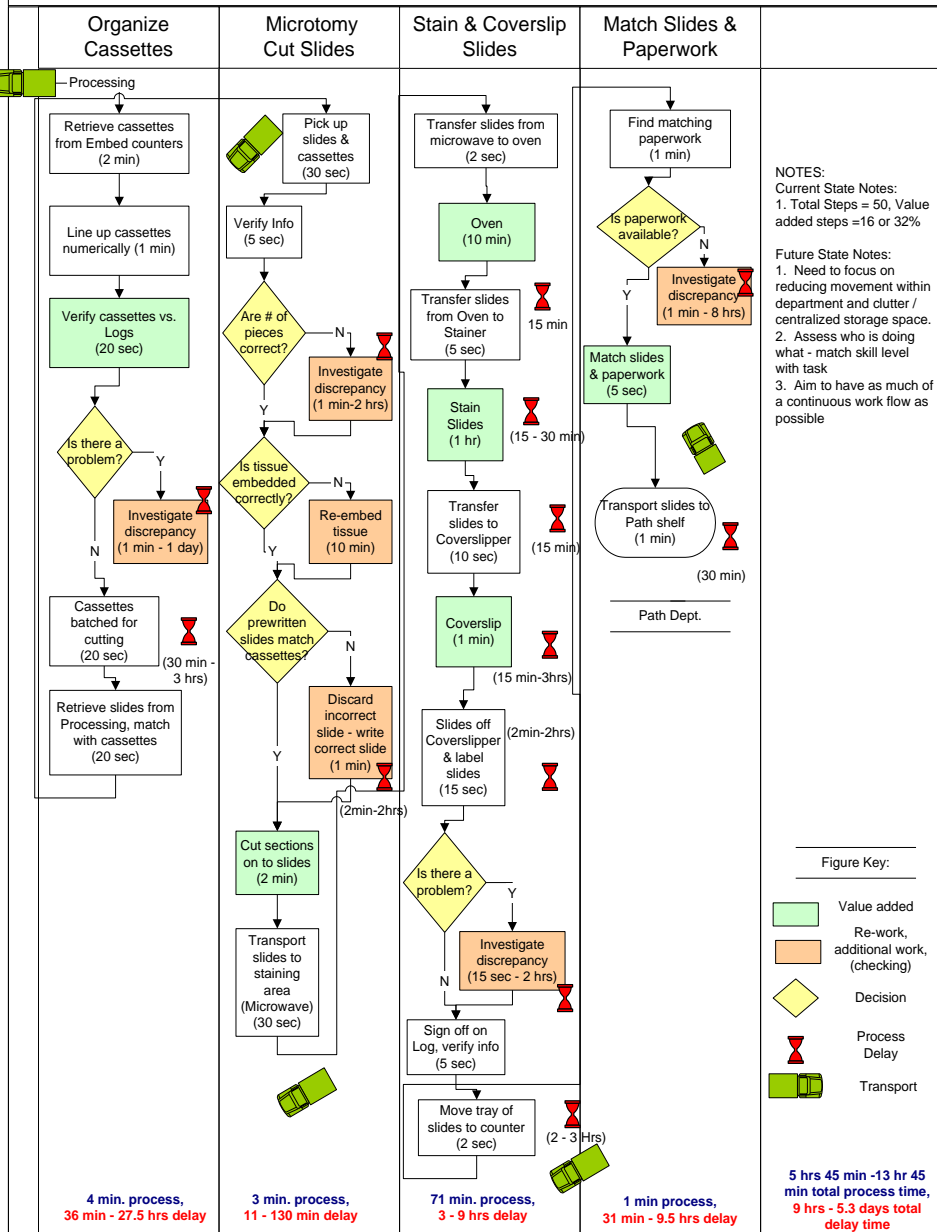 Organize
Cassettes
Microtomy
Cut Slides
Stain & Coverslip
Slides
Match Slides &
Paperwork
Processing
Retrieve cassettes
from Embed counters
(2 min)
Line up cassettes
numerically (1 min)
Verify cassettes vs.
Logs
(20 sec)
Is there a
problem?
Y
N
Investigate
discrepancy
(1 min - 1 day)
Cassettes
batched for
cutting
(20 sec)
(30 min -
3 hrs)
Retrieve slides from
Processing, match
with cassettes
(20 sec)
4 min. process,
36 min - 27.5 hrs delay
Pick up
slides &
cassettes
(30 sec)
Verify Info
(5 sec)
Are # of
pieces
correct?
N
Y
Investigate
discrepancy
(1 min-2 hrs)
Is tissue
embedded
correctly?
N
Y
Re-embed
tissue
(10 min)
Do
prewritten
slides match
cassettes?
N
Y
Discard
incorrect
slide - write
correct slide
(1 min)
(2min-2hrs)
Cut sections
on to slides
(2 min)
Transport
slides to
staining
area
(Microwave)
(30 sec)
3 min. process,
11 - 130 min delay
Transfer slides from
microwave to oven
(2 sec)
Oven
(10 min)
Transfer slides
from Oven to
Stainer
(5 sec)
15 min
Stain
Slides
(1 hr)
(15 - 30 min)
Transfer
slides to
Coverslipper
(10 sec)
(15 min)
Coverslip
(1 min)
(15 min-3hrs)
Slides off
Coverslipper
& label
slides
(15 sec)
(2min-2hrs)
Is there a
problem?
Y
N
Investigate
discrepancy
(15 sec - 2 hrs)
Sign off on
Log, verify info
(5 sec)
Move tray of
slides to counter
(2 sec)
(2 - 3 Hrs)
71 min. process,
3 - 9 hrs delay
Find matching
paperwork
(1 min)
Is paperwork
available?
N
Y
Investigate
discrepancy
(1 min - 8 hrs)
Match slides
& paperwork
(5 sec)
Transport slides to
Path shelf
(1 min)
(30 min)
Path Dept.
1 min process,
31 min - 9.5 hrs delay
NOTES:
Current State Notes:
1. Total Steps = 50, Value
added steps =16 or 32%
Future State Notes:
1. Need to focus on
reducing movement within
department and clutter /
centralized storage space.
2. Assess who is doing
what - match skill level
with task
3. Aim to have as much of
a continuous work flow as
possible
Figure Key:
Value added
Re-work,
additional work,
(checking)
Decision
Process
Delay
Transport
5 hrs 45 min -13 hr 45
min total process time,
9 hrs - 5.3 days total
delay time